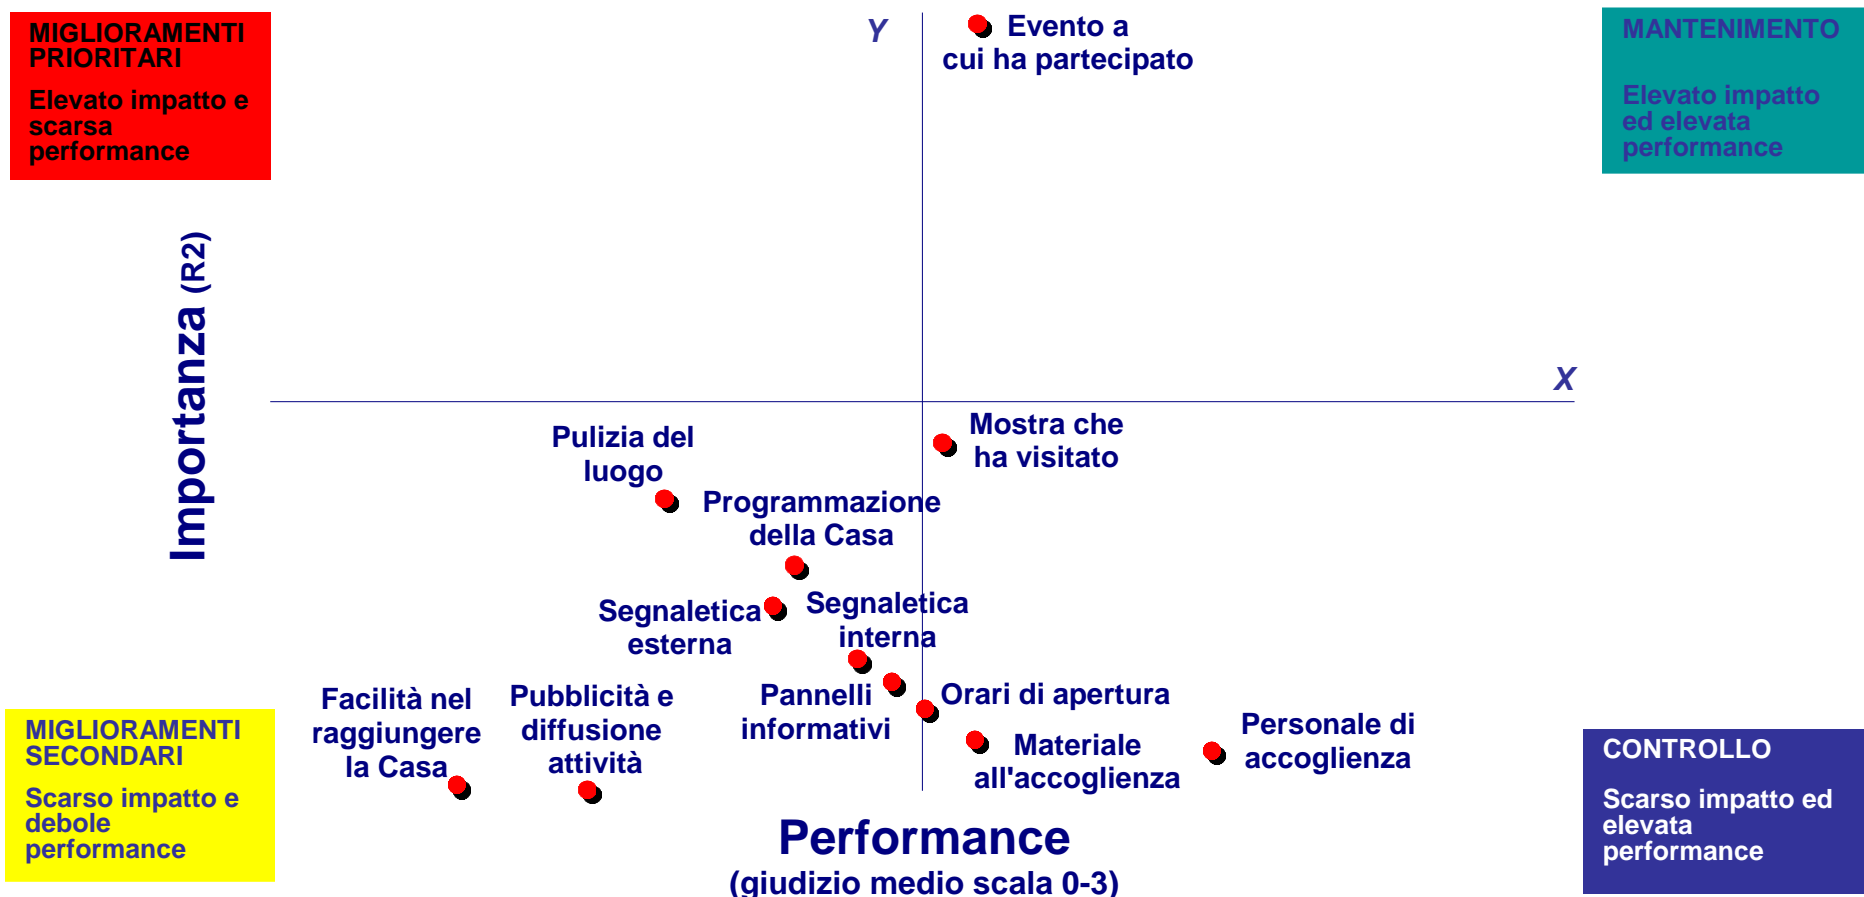 MIGLIORAMENTI
PRIORITARI
Elevato impatto e
scarsa
performance
Y
Evento a
cui ha partecipato
MANTENIMENTO
Elevato impatto
ed elevata
performance
Importanza (R2)
X
Mostra che
ha visitato
Pulizia del
luogo
Programmazione
della Casa
Segnaletica
esterna
Segnaletica
interna
Facilità nel
raggiungere
la Casa
Pubblicità e
diffusione
attività
Pannelli
informativi
Orari di apertura
Materiale
all'accoglienza
Personale di
accoglienza
MIGLIORAMENTI
SECONDARI
Scarso impatto e
debole
performance
CONTROLLO
Scarso impatto ed
elevata
performance
Performance
(giudizio medio scala 0-3)